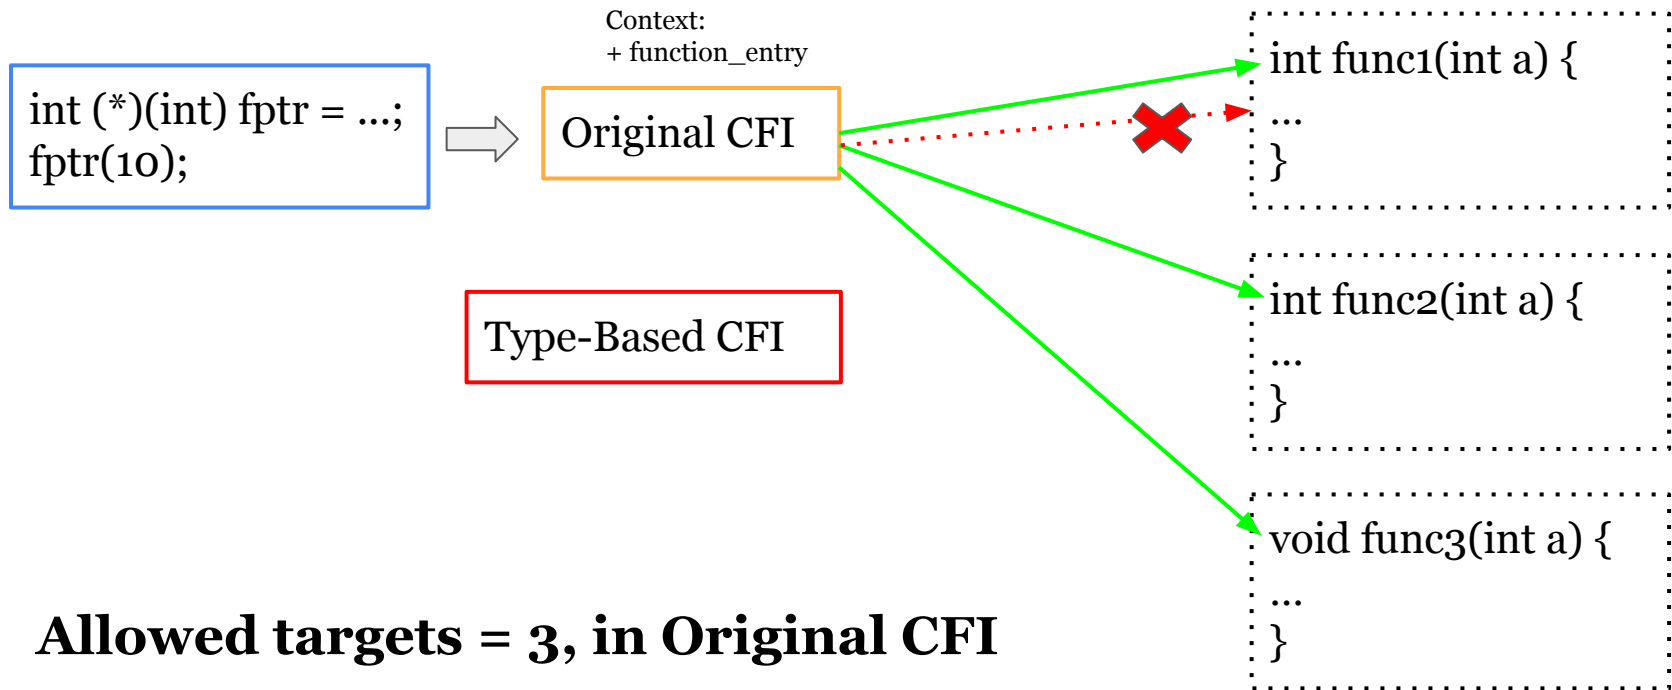 Context:
+ function_entry
int (*)(int) fptr = ...;
fptr(10);
Original CFI
Type-Based CFI
int func1(int a) {
...
}
int func2(int a) {
...
}
void func3(int a) {
...
}
Allowed targets = 3, in Original CFI